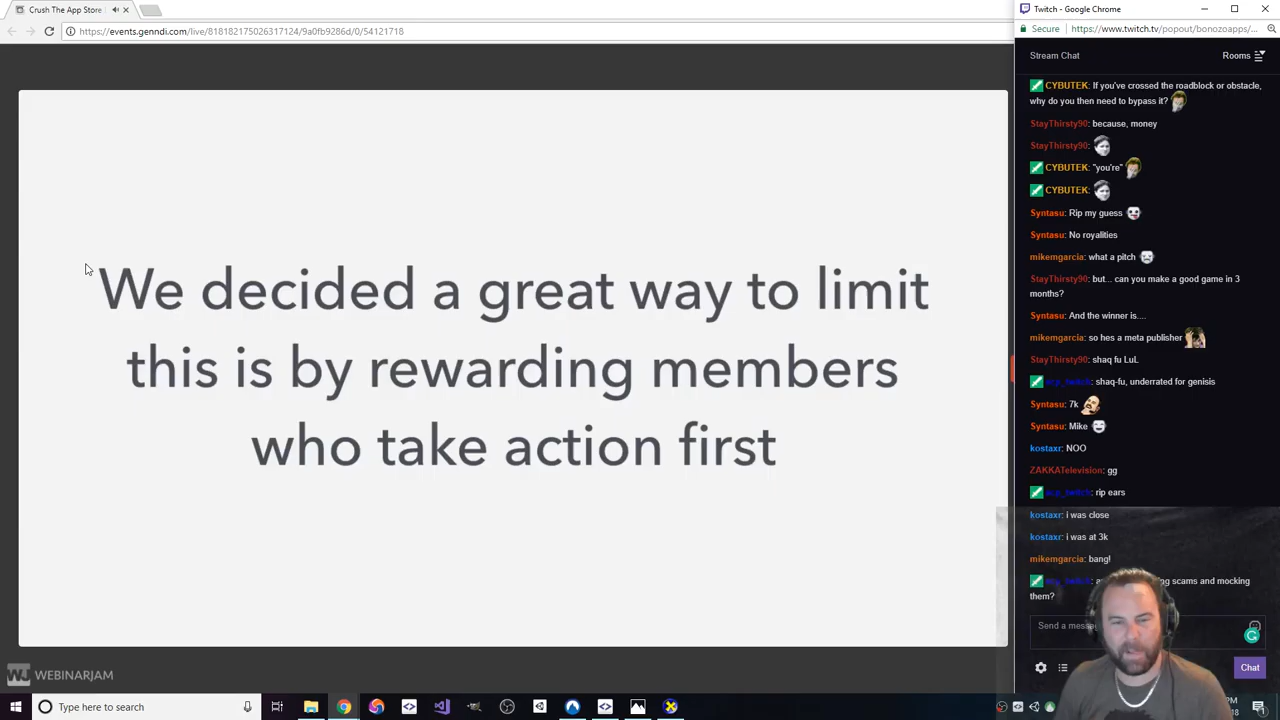 Crush The App Store
Twitch - Google Chrome
https://events.genndi.com/live/818182175026317124/9a0fb9c86d/0/54121718
Secure
https://www.twitch.tv/popout/bonozoapps/...
Stream Chat
Rooms
CYBUTEK: If you've crossed the roadblock or obstacle,
why do you then need to bypass it?
StayThirsty90: because, money
StayThirsty90:
CYBUTEK: "you're"
CYBUTEK:
Syntasu: Rip my guess
Syntasu: No royalities
mikemgarcia: what a pitch
StayThirsty90: but... can you make a good game in 3
months?
Syntasu: And the winner is....
mikemgarcia: so hes a meta publisher
StayThirsty90: shaq fu LuL
shaq-fu, underrated for genisis
Syntasu: 7k
Syntasu: Mike
kostaxr: NOO
ZAKKATelevision: gg
rip ears
kostaxr: i was close
kostaxr: i was at 3k
mikemgarcia: bang!
scams and mocking
them?
Send a
Chat
We decided a great way to limit
this is by rewarding members
who take action first
WJ WEBINARJAM
Type here to search